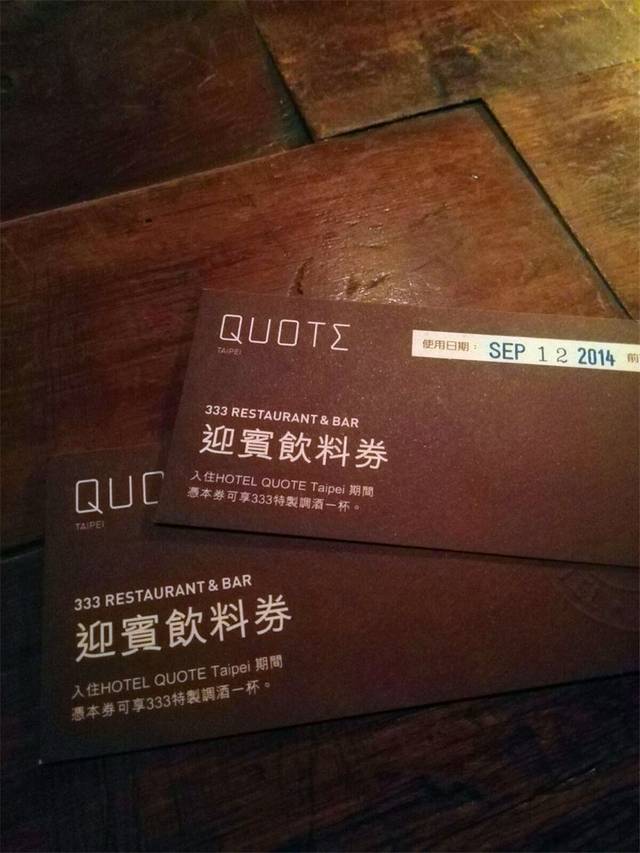 QUOTE
TAIPEI
使用日期： SEP 12 2014 前
333 RESTAURANT & BAR
迎賓飲料券
入住HOTEL QUOTE Taipei 期間
憑本券可享333特製調酒一杯。
QUO
TAIPEI
333 RESTAURANT & BAR
迎賓飲料券
入住HOTEL QUOTE Taipei 期間
憑本券可享333特製調酒一杯。